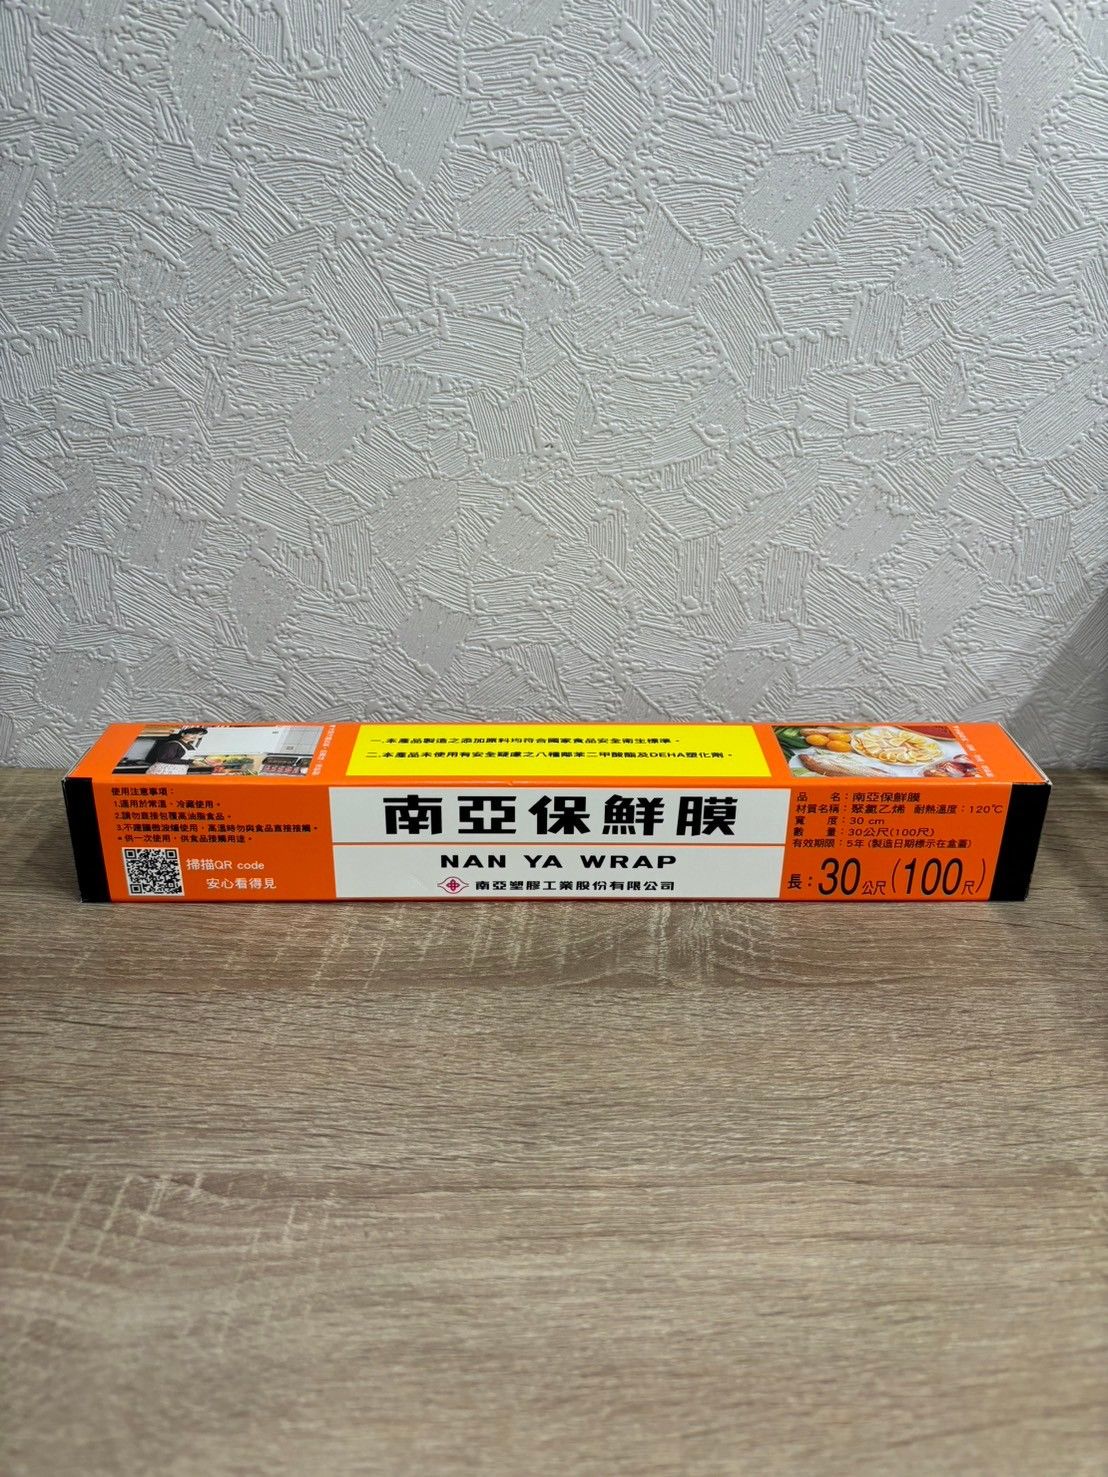 一.本產品製造之添加原料均符合國家食品安全衛生標準。
二.本產品未使用有安全疑慮之八種鄰苯二甲酸酯及DEHA塑化劑。
使用注意事項：
1.適用於常溫、冷藏使用。
2.請勿直接包覆高油脂食品。
3.不建議微波爐使用，高溫時勿與食品直接接觸。
＊供一次使用，供食品接觸用途。
掃描QR code
安心看得見
南亞保鮮膜
NAN YA WRAP
南亞塑膠工業股份有限公司
品　　名：南亞保鮮膜
材質名稱：聚氯乙烯　耐熱溫度：120℃
寬　　度：30 cm
數　　量：30公尺(100尺)
有效期限：5年 (製造日期標示在盒蓋)
長：30公尺(100尺)